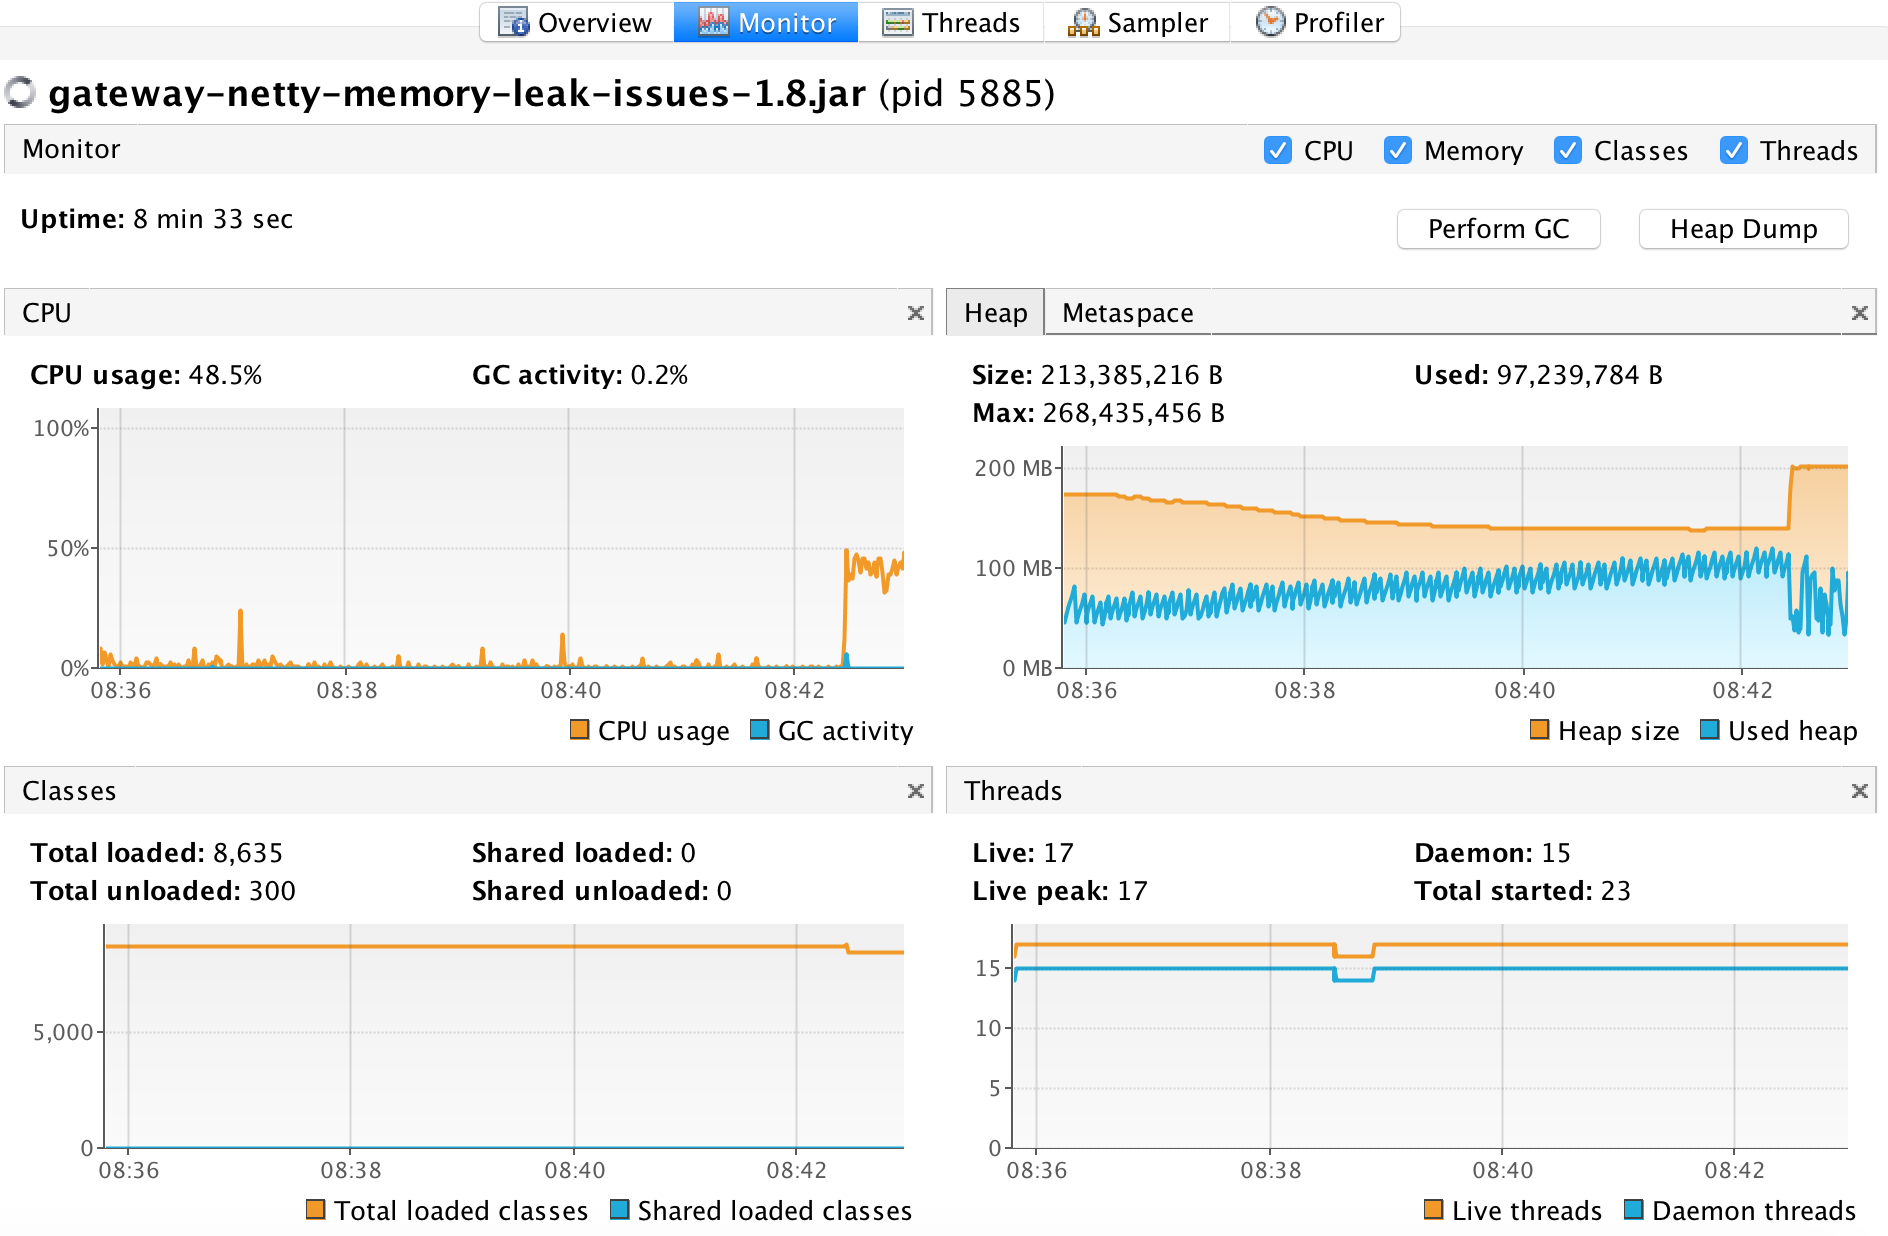 Overview Monitor Threads Sampler Profiler
gateway-netty-memory-leak-issues-1.8.jar (pid 5885)
Monitor CPU Memory Classes Threads
Uptime: 8 min 33 sec
Perform GC Heap Dump
CPU
CPU usage: 48.5% GC activity: 0.2%
100%
50%
0%
08:36 08:38 08:40 08:42
CPU usage GC activity
Heap Metaspace
Size: 213,385,216 B Used: 97,239,784 B
Max: 268,435,456 B
200 MB
100 MB
0 MB
08:36 08:38 08:40 08:42
Heap size Used heap
Classes
Total loaded: 8,635 Shared loaded: 0
Total unloaded: 300 Shared unloaded: 0
5,000
0
08:36 08:38 08:40 08:42
Total loaded classes Shared loaded classes
Threads
Live: 17 Daemon: 15
Live peak: 17 Total started: 23
15
10
5
0
08:36 08:38 08:40 08:42
Live threads Daemon threads